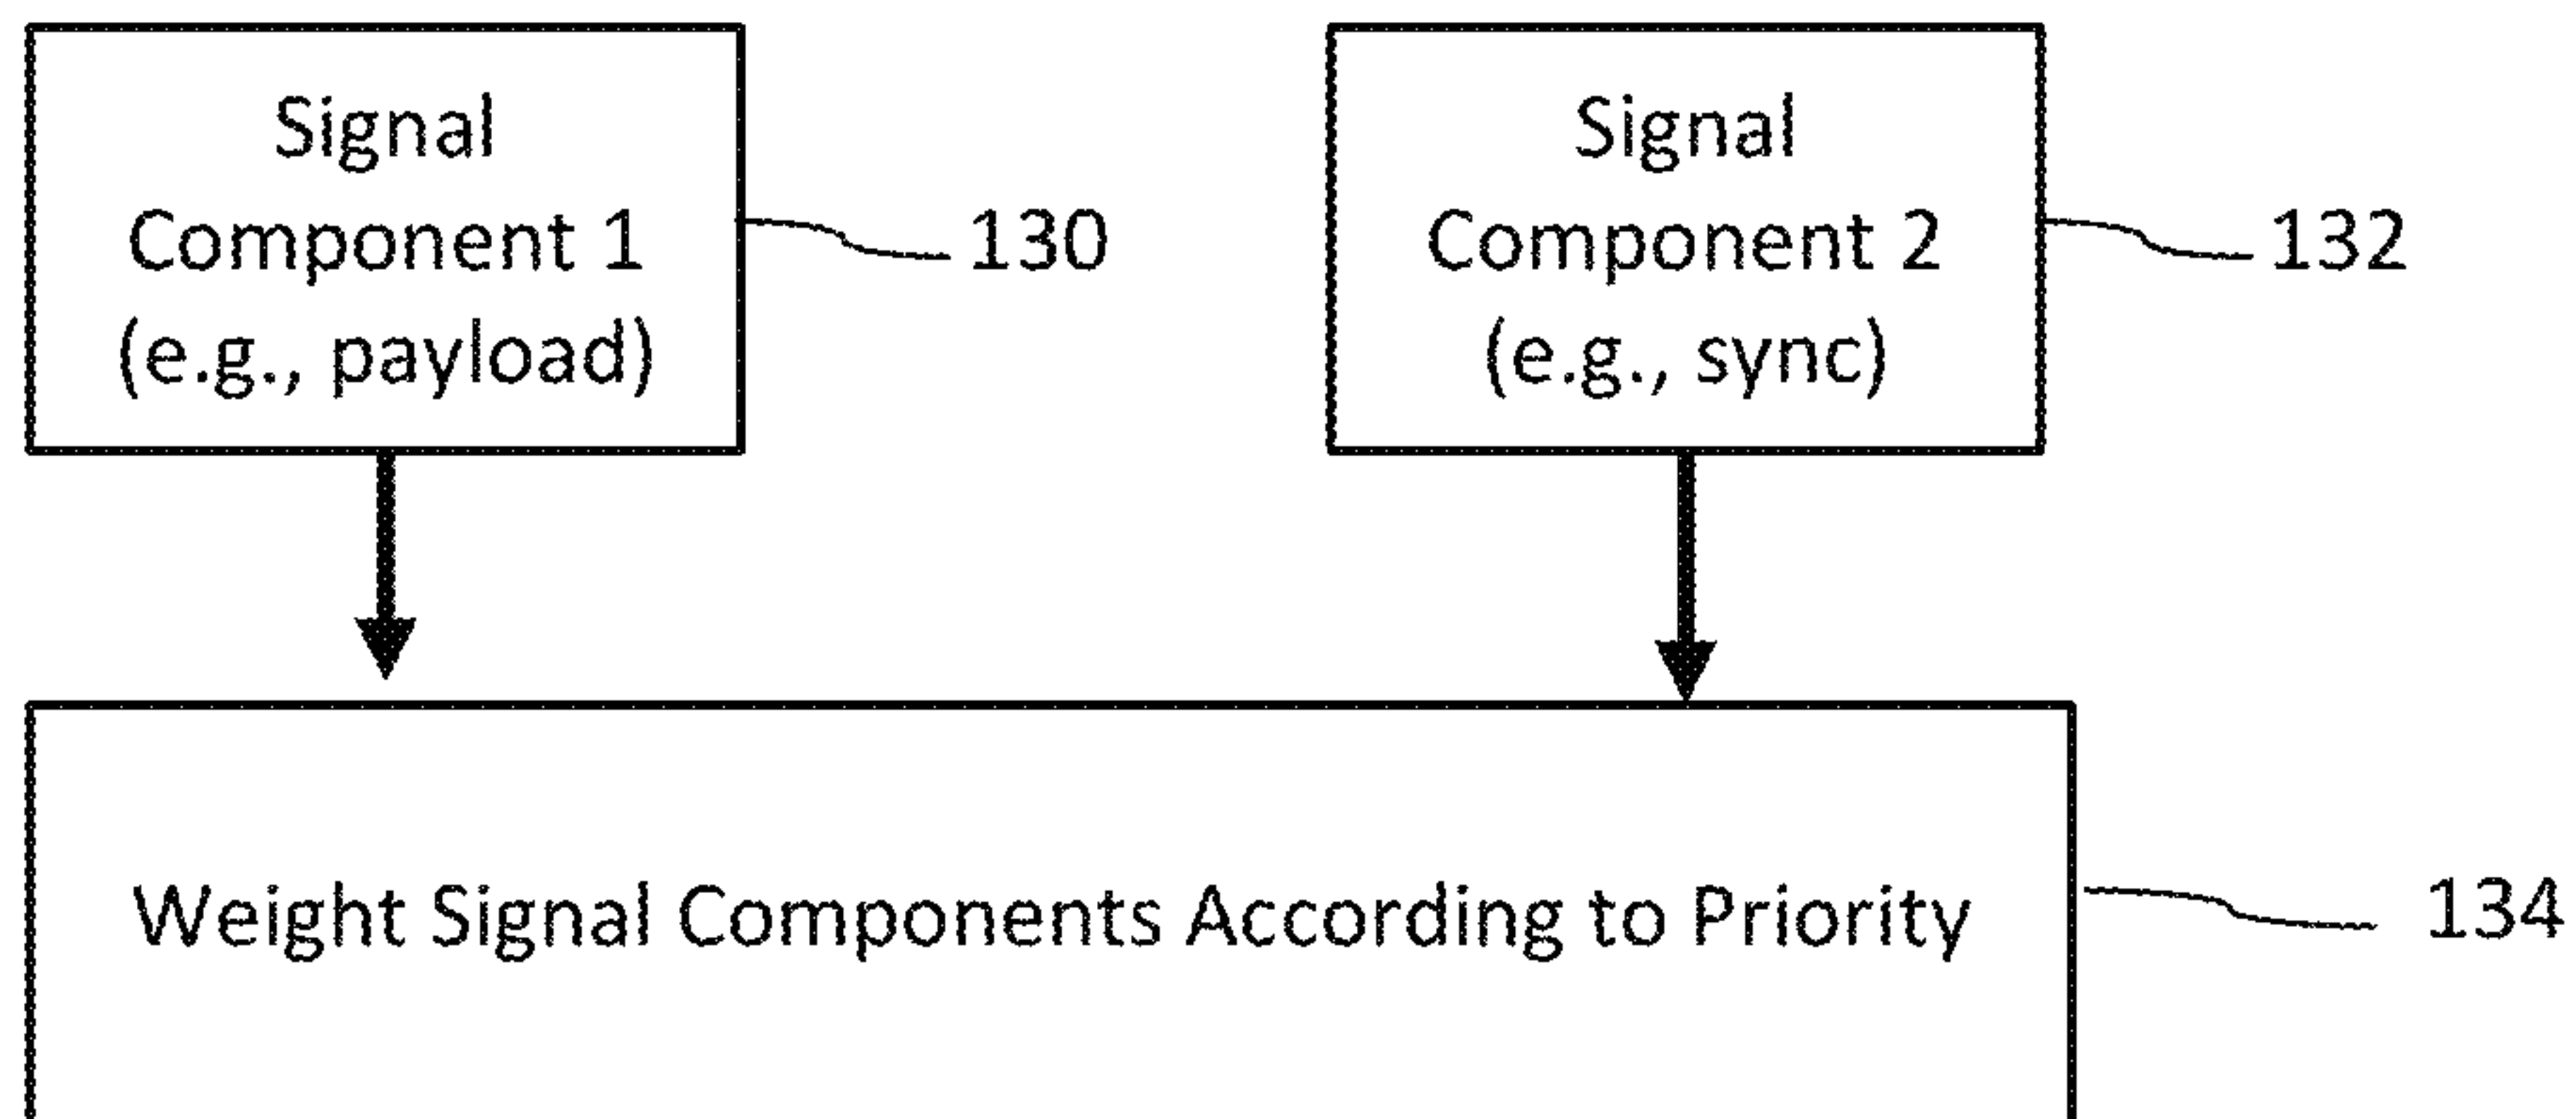 Signal
Component 1
(e.g., payload)
130
Signal
Component 2
(e.g., sync)
132
Weight Signal Components According to Priority
134